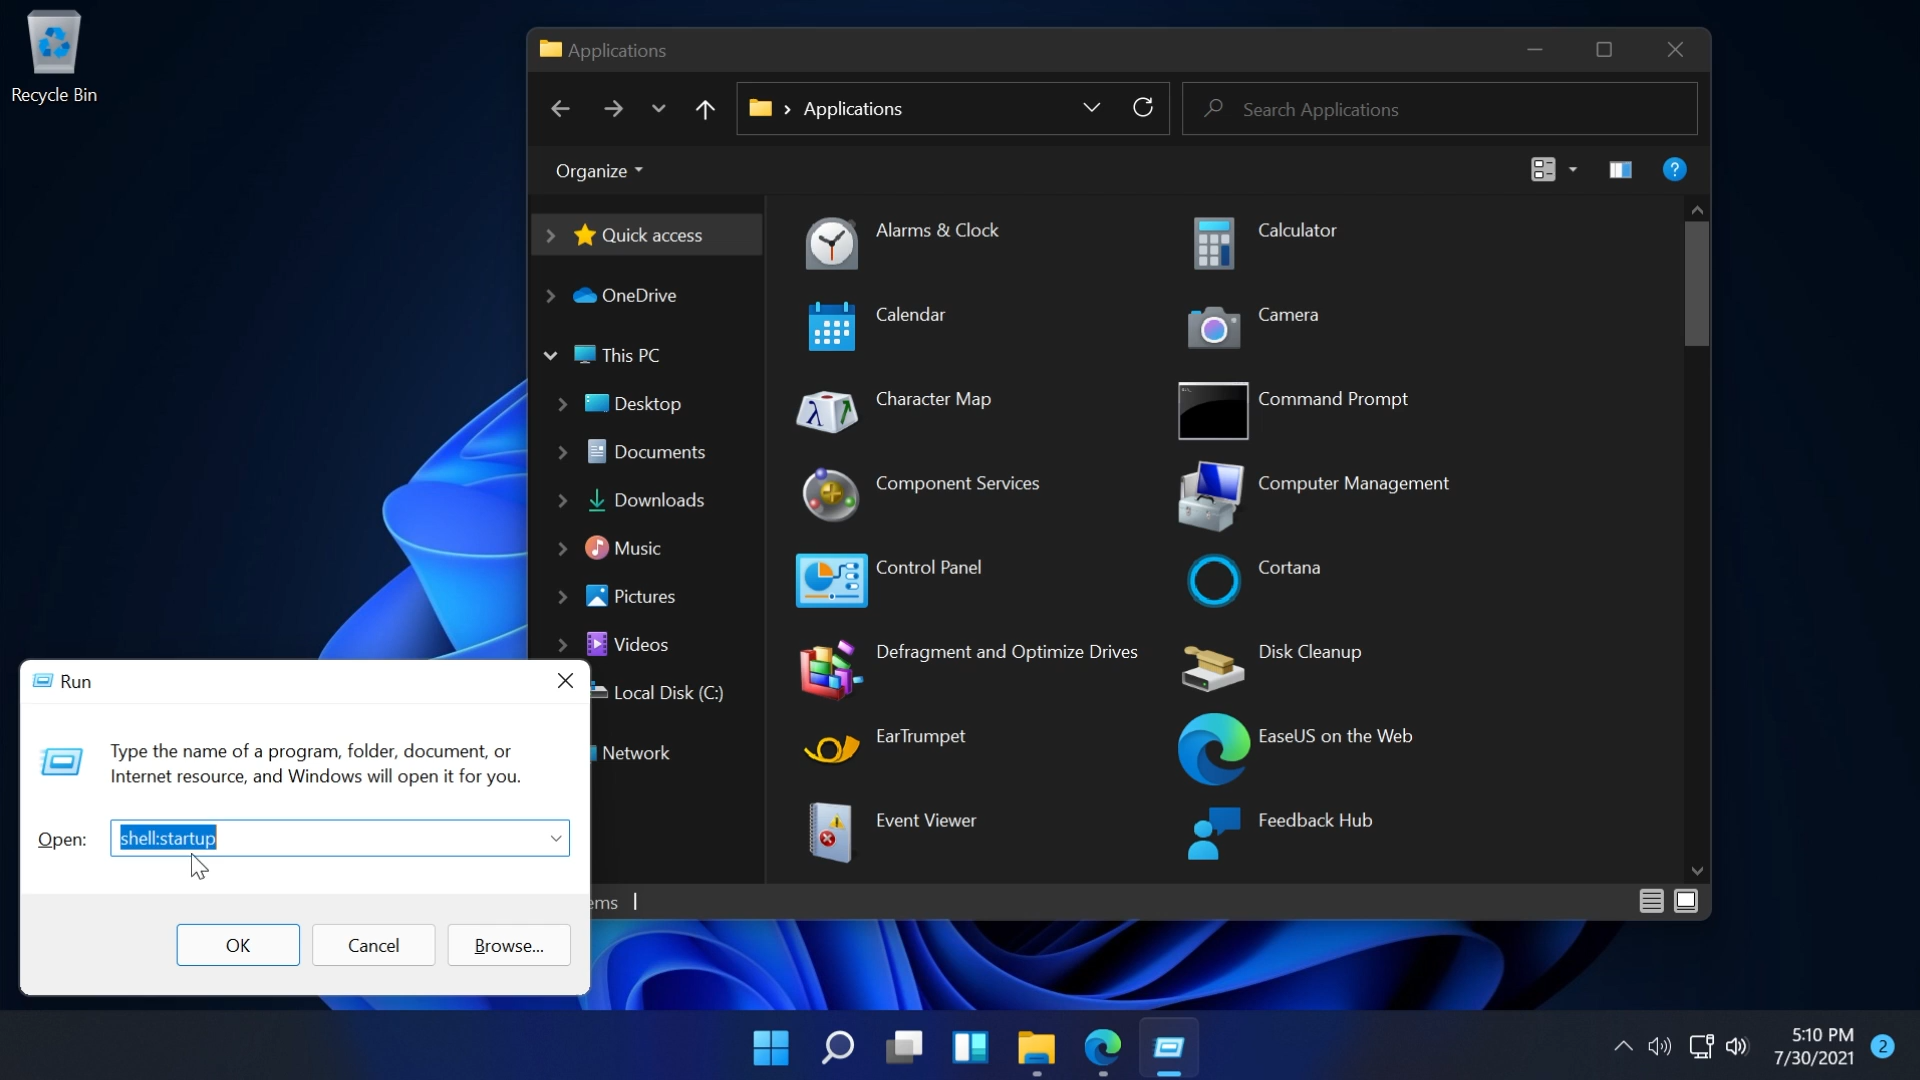 Recycle Bin
Applications
Applications
Search Applications
Organize
Quick access
OneDrive
This PC
Desktop
Documents
Downloads
Music
Pictures
Videos
Local Disk (C:)
Network
Alarms & Clock
Calculator
Calendar
Camera
Character Map
Command Prompt
Component Services
Computer Management
Control Panel
Cortana
Defragment and Optimize Drives
Disk Cleanup
EarTrumpet
EaseUS on the Web
Event Viewer
Feedback Hub
Run
Type the name of a program, folder, document, or
Internet resource, and Windows will open it for you.
Open: shell:startup
OK
Cancel
Browse...
5:10 PM
7/30/2021
2